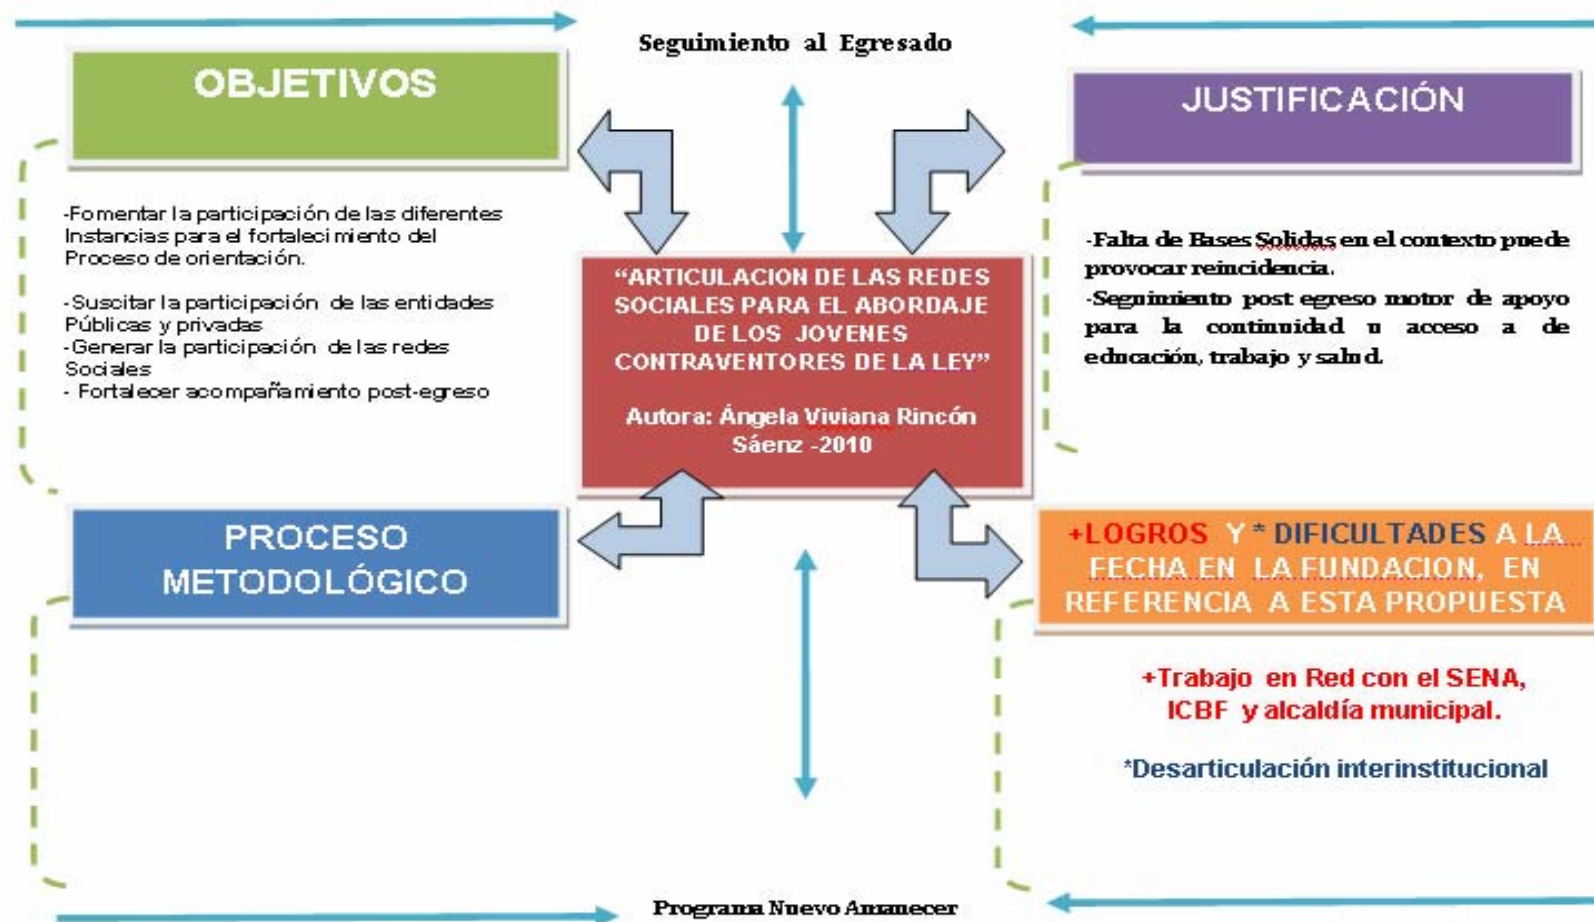 Seguimiento al Egresado
OBJETIVOS
-Fomentar la participación de las diferentes
Instancias para el fortalecimiento del
Proceso de orientación.
-Suscitar la participación de las entidades
Públicas y privadas
-Generar la participación de las redes
Sociales
- Fortalecer acompañamiento post-egreso
JUSTIFICACIÓN
-Falta de Bases Solidas en el contexto puede
provocar reincidencia.
-Seguimiento post egreso motor de apoyo
para la continuidad u acceso a de
educación, trabajo y salud.
“ARTICULACION DE LAS REDES
SOCIALES PARA EL ABORDAJE
DE LOS JOVENES
CONTRAVENTORES DE LA LEY”
Autora: Ángela Viviana Rincón
Sáenz -2010
PROCESO
METODOLÓGICO
+LOGROS Y * DIFICULTADES A LA
FECHA EN LA FUNDACION, EN
REFERENCIA A ESTA PROPUESTA
+Trabajo en Red con el SENA,
ICBF y alcaldía municipal.
*Desarticulación interinstitucional
Programa Nuevo Amanecer